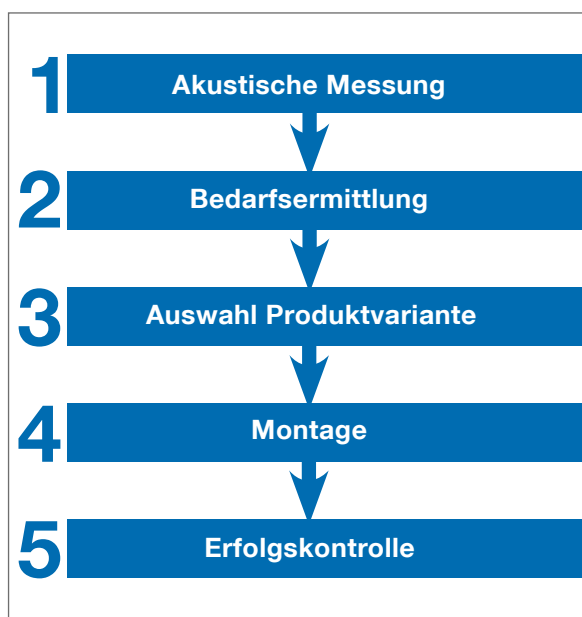 1 Akustische Messung
2 Bedarfsermittlung
3 Auswahl Produktvariante
4 Montage
5 Erfolgskontrolle